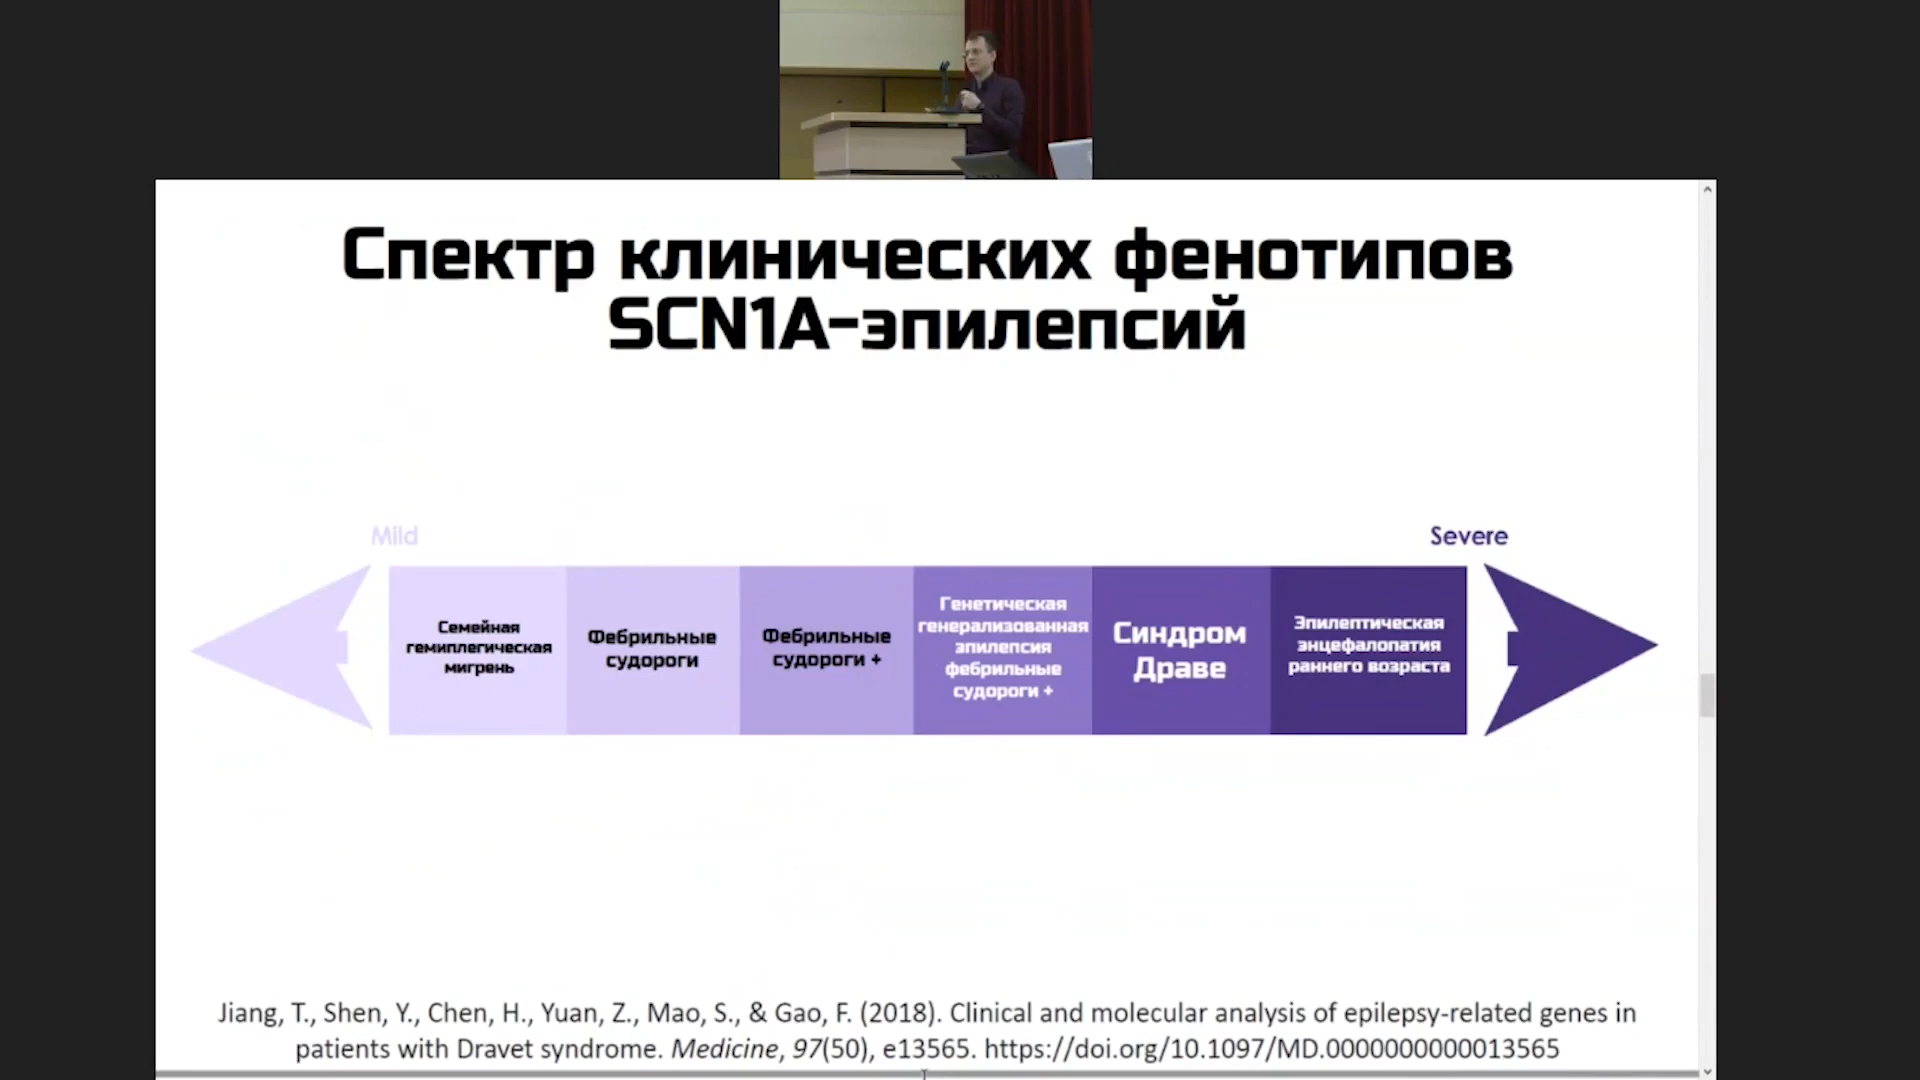 Спектр клинических фенотипов
SCN1A-эпилепсий
Mild
Severe
Семейная
гемиплегическая
мигрень
Фебрильные
судороги
Фебрильные
судороги +
Генетическая
генерализованная
эпилепсия
фебрильные
судороги +
Синдром
Драве
Эпилептическая
энцефалопатия
раннего возраста
Jiang, T., Shen, Y., Chen, H., Yuan, Z., Mao, S., & Gao, F. (2018). Clinical and molecular analysis of epilepsy-related genes in
patients with Dravet syndrome. Medicine, 97(50), e13565. https://doi.org/10.1097/MD.0000000000013565